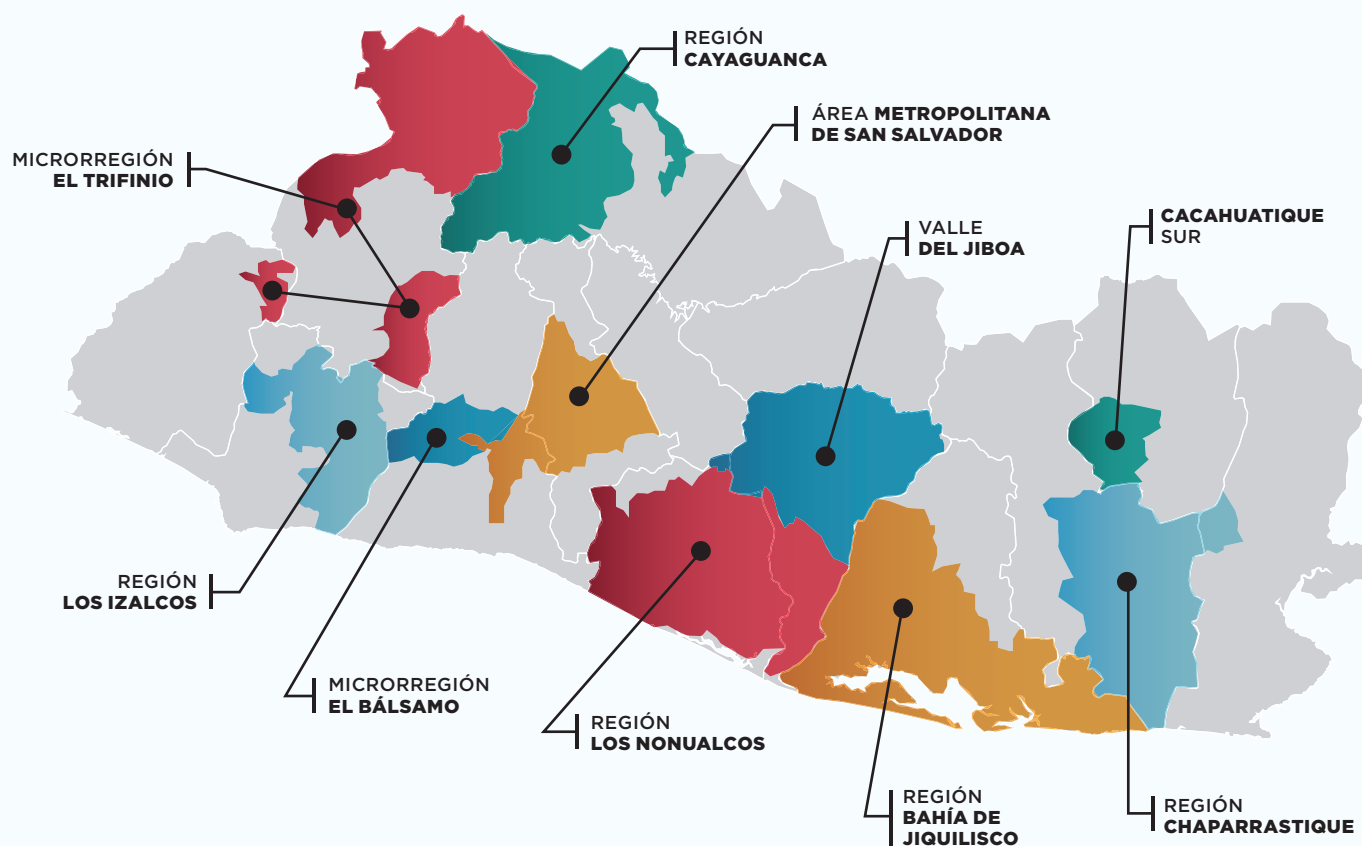 REGIÓN
CAYAGUANCA
ÁREA METROPOLITANA
DE SAN SALVADOR
MICRORREGIÓN
EL TRIFINIO
VALLE
DEL JIBOA
CACAHUATIQUE
SUR
REGIÓN
LOS IZALCOS
MICRORREGIÓN
EL BÁLSAMO
REGIÓN
LOS NONUALCOS
REGIÓN
BAHÍA DE
JIQUILISCO
REGIÓN
CHAPARRASTIQUE